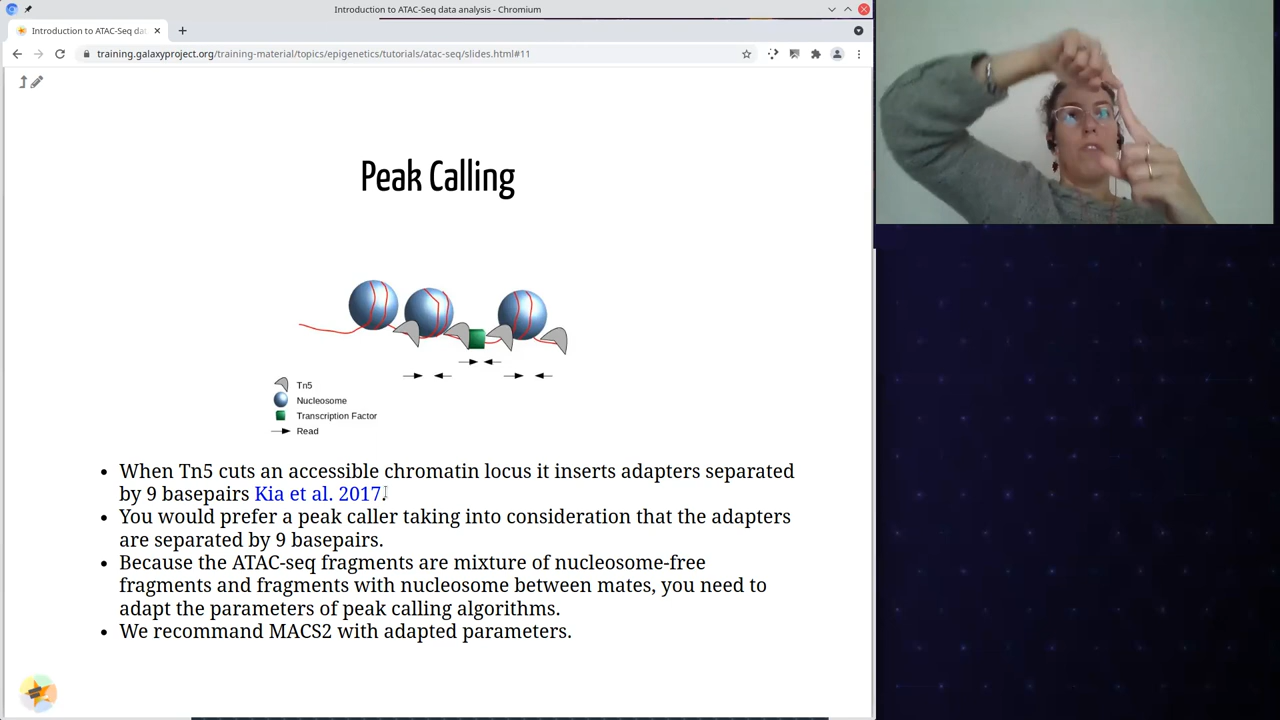 Introduction to ATAC-Seq data analysis - Chromium
Introduction to ATAC-Seq dat
training.galaxyproject.org/training-material/topics/epigenetics/tutorials/atac-seq/slides.html#11
Peak Calling
Tn5
Nucleosome
Transcription Factor
Read
When Tn5 cuts an accessible chromatin locus it inserts adapters separated
by 9 basepairs Kia et al. 2017.
You would prefer a peak caller taking into consideration that the adapters
are separated by 9 basepairs.
Because the ATAC-seq fragments are mixture of nucleosome-free
fragments and fragments with nucleosome between mates, you need to
adapt the parameters of peak calling algorithms.
We recommand MACS2 with adapted parameters.